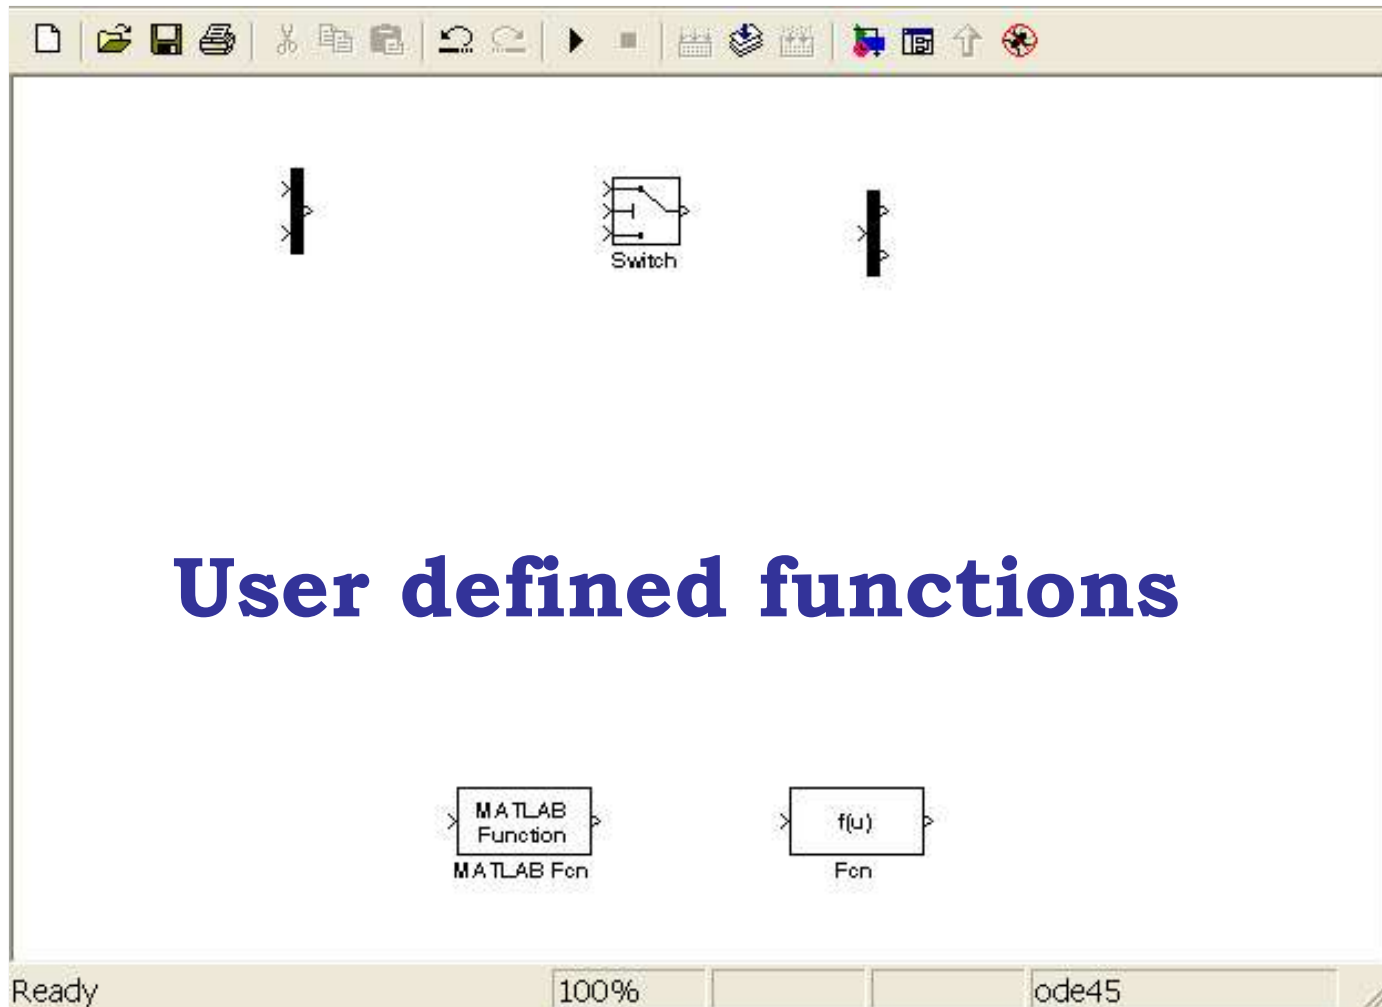 Switch
User defined functions
MATLAB
Function
MATLAB Fcn
f(u)
Fcn
Ready 100% ode45